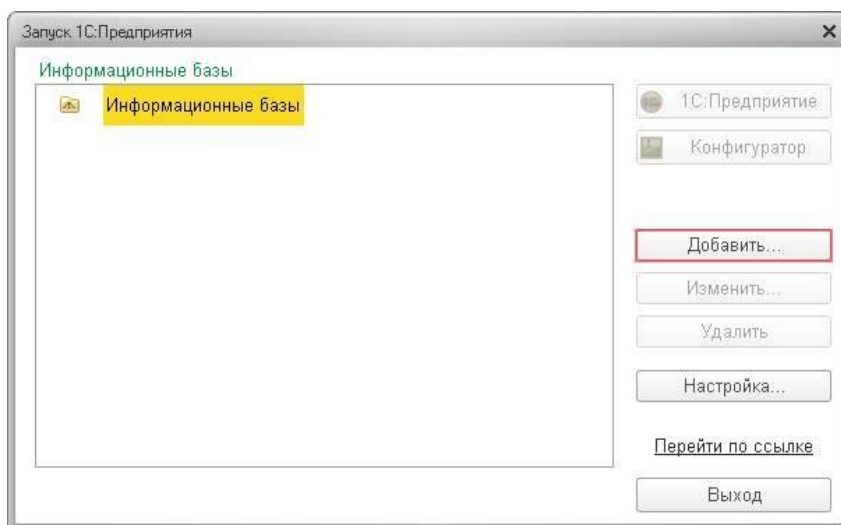 Запуск 1С:Предприятия
Информационные базы
Информационные базы
1С:Предприятие
Конфигуратор
Добавить...
Изменить...
Удалить
Настройка...
Перейти по ссылке
Выход